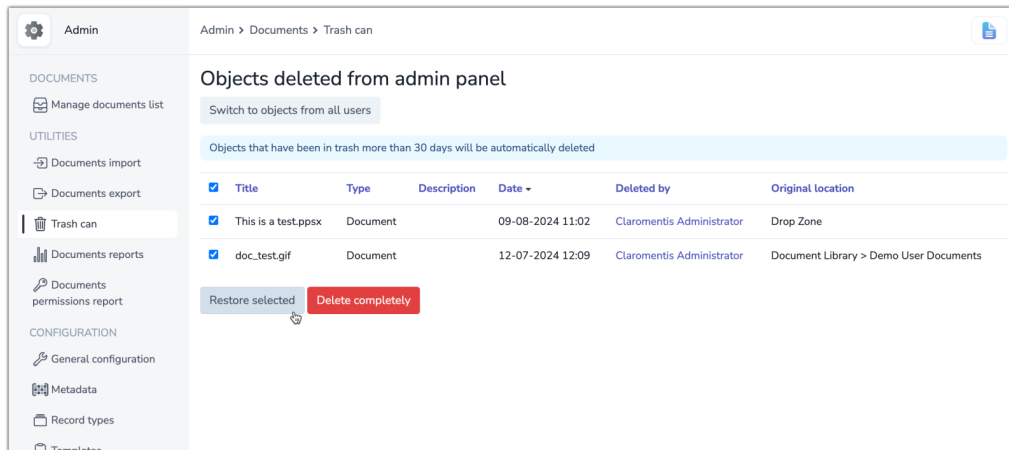 Admin
Admin > Documents > Trash can
DOCUMENTS
Manage documents list
UTILITIES
Documents import
Documents export
Trash can
Documents reports
Documents
permissions report
CONFIGURATION
General configuration
Metadata
Record types
Templates
Objects deleted from admin panel
Switch to objects from all users
Objects that have been in trash more than 30 days will be automatically deleted
Title Type Description Date Deleted by Original location
This is a test.ppsx Document 09-08-2024 11:02 Claromentis Administrator Drop Zone
doc_test.gif Document 12-07-2024 12:09 Claromentis Administrator Document Library > Demo User Documents
Restore selected Delete completely